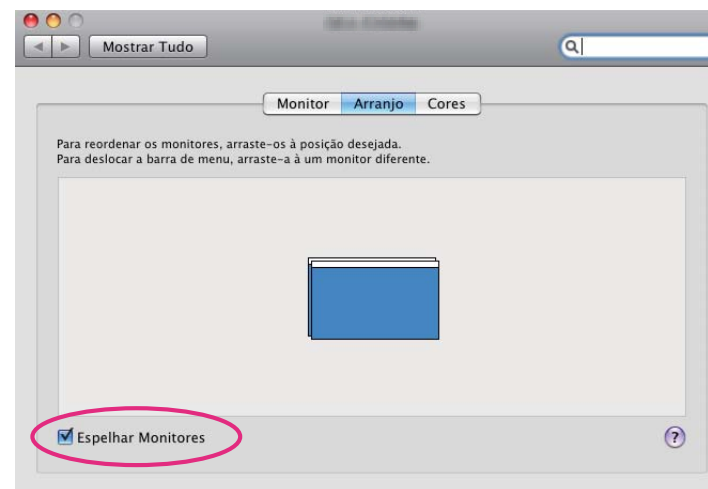 Mostrar Tudo
Monitor Arranjo Cores
Para reordenar os monitores, arraste-os à posição desejada.
Para deslocar a barra de menu, arraste-a à um monitor diferente.
Espelhar Monitores
?